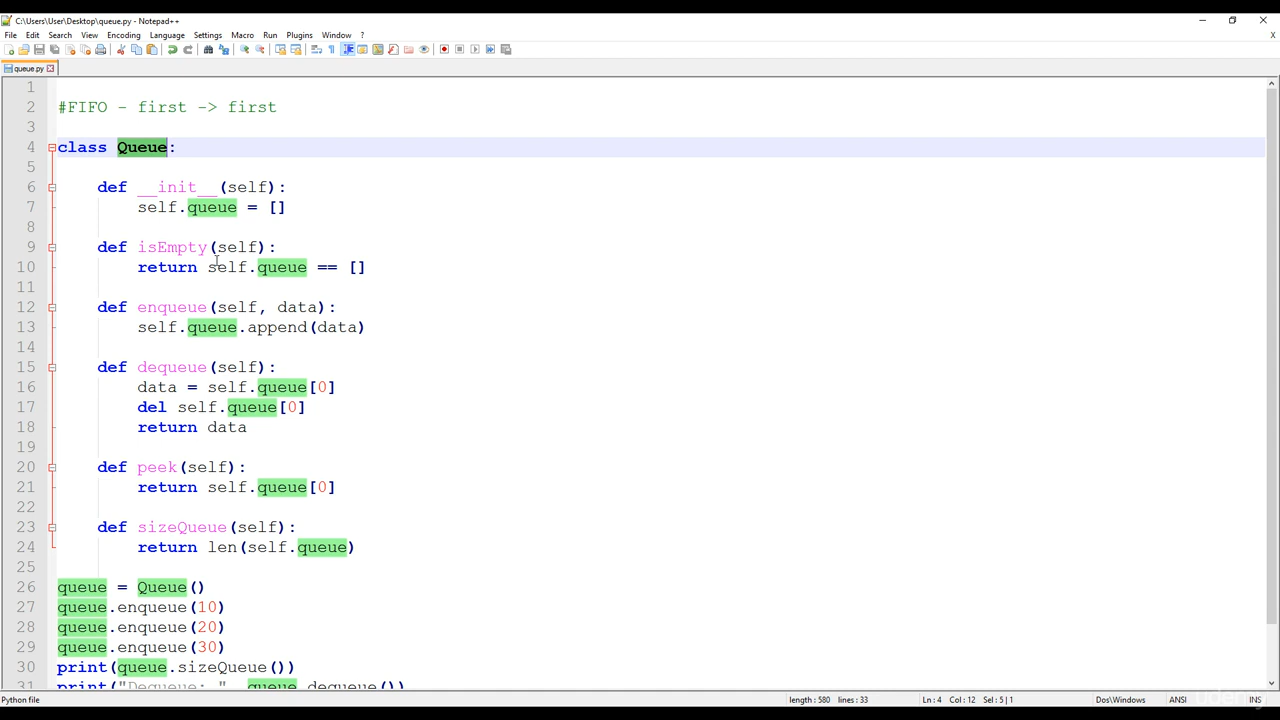 C:\Users\User\Desktop\queue.py - Notepad++
File Edit Search View Encoding Language Settings Macro Run Plugins Window ? X
queue.py
1
2 #FIFO - first -> first
3
4 class Queue:
5
6 def __init__(self):
7 self.queue = []
8
9 def isEmpty(self):
10 return self.queue == []
11
12 def enqueue(self, data):
13 self.queue.append(data)
14
15 def dequeue(self):
16 data = self.queue[0]
17 del self.queue[0]
18 return data
19
20 def peek(self):
21 return self.queue[0]
22
23 def sizeQueue(self):
24 return len(self.queue)
25
26 queue = Queue()
27 queue.enqueue(10)
28 queue.enqueue(20)
29 queue.enqueue(30)
30 print(queue.sizeQueue())
31 print("Dequeue: ", queue.dequeue())
Python file length : 580 lines : 33 Ln : 4 Col : 12 Sel : 5 | 1 Dos\Windows ANSI INS
udemy